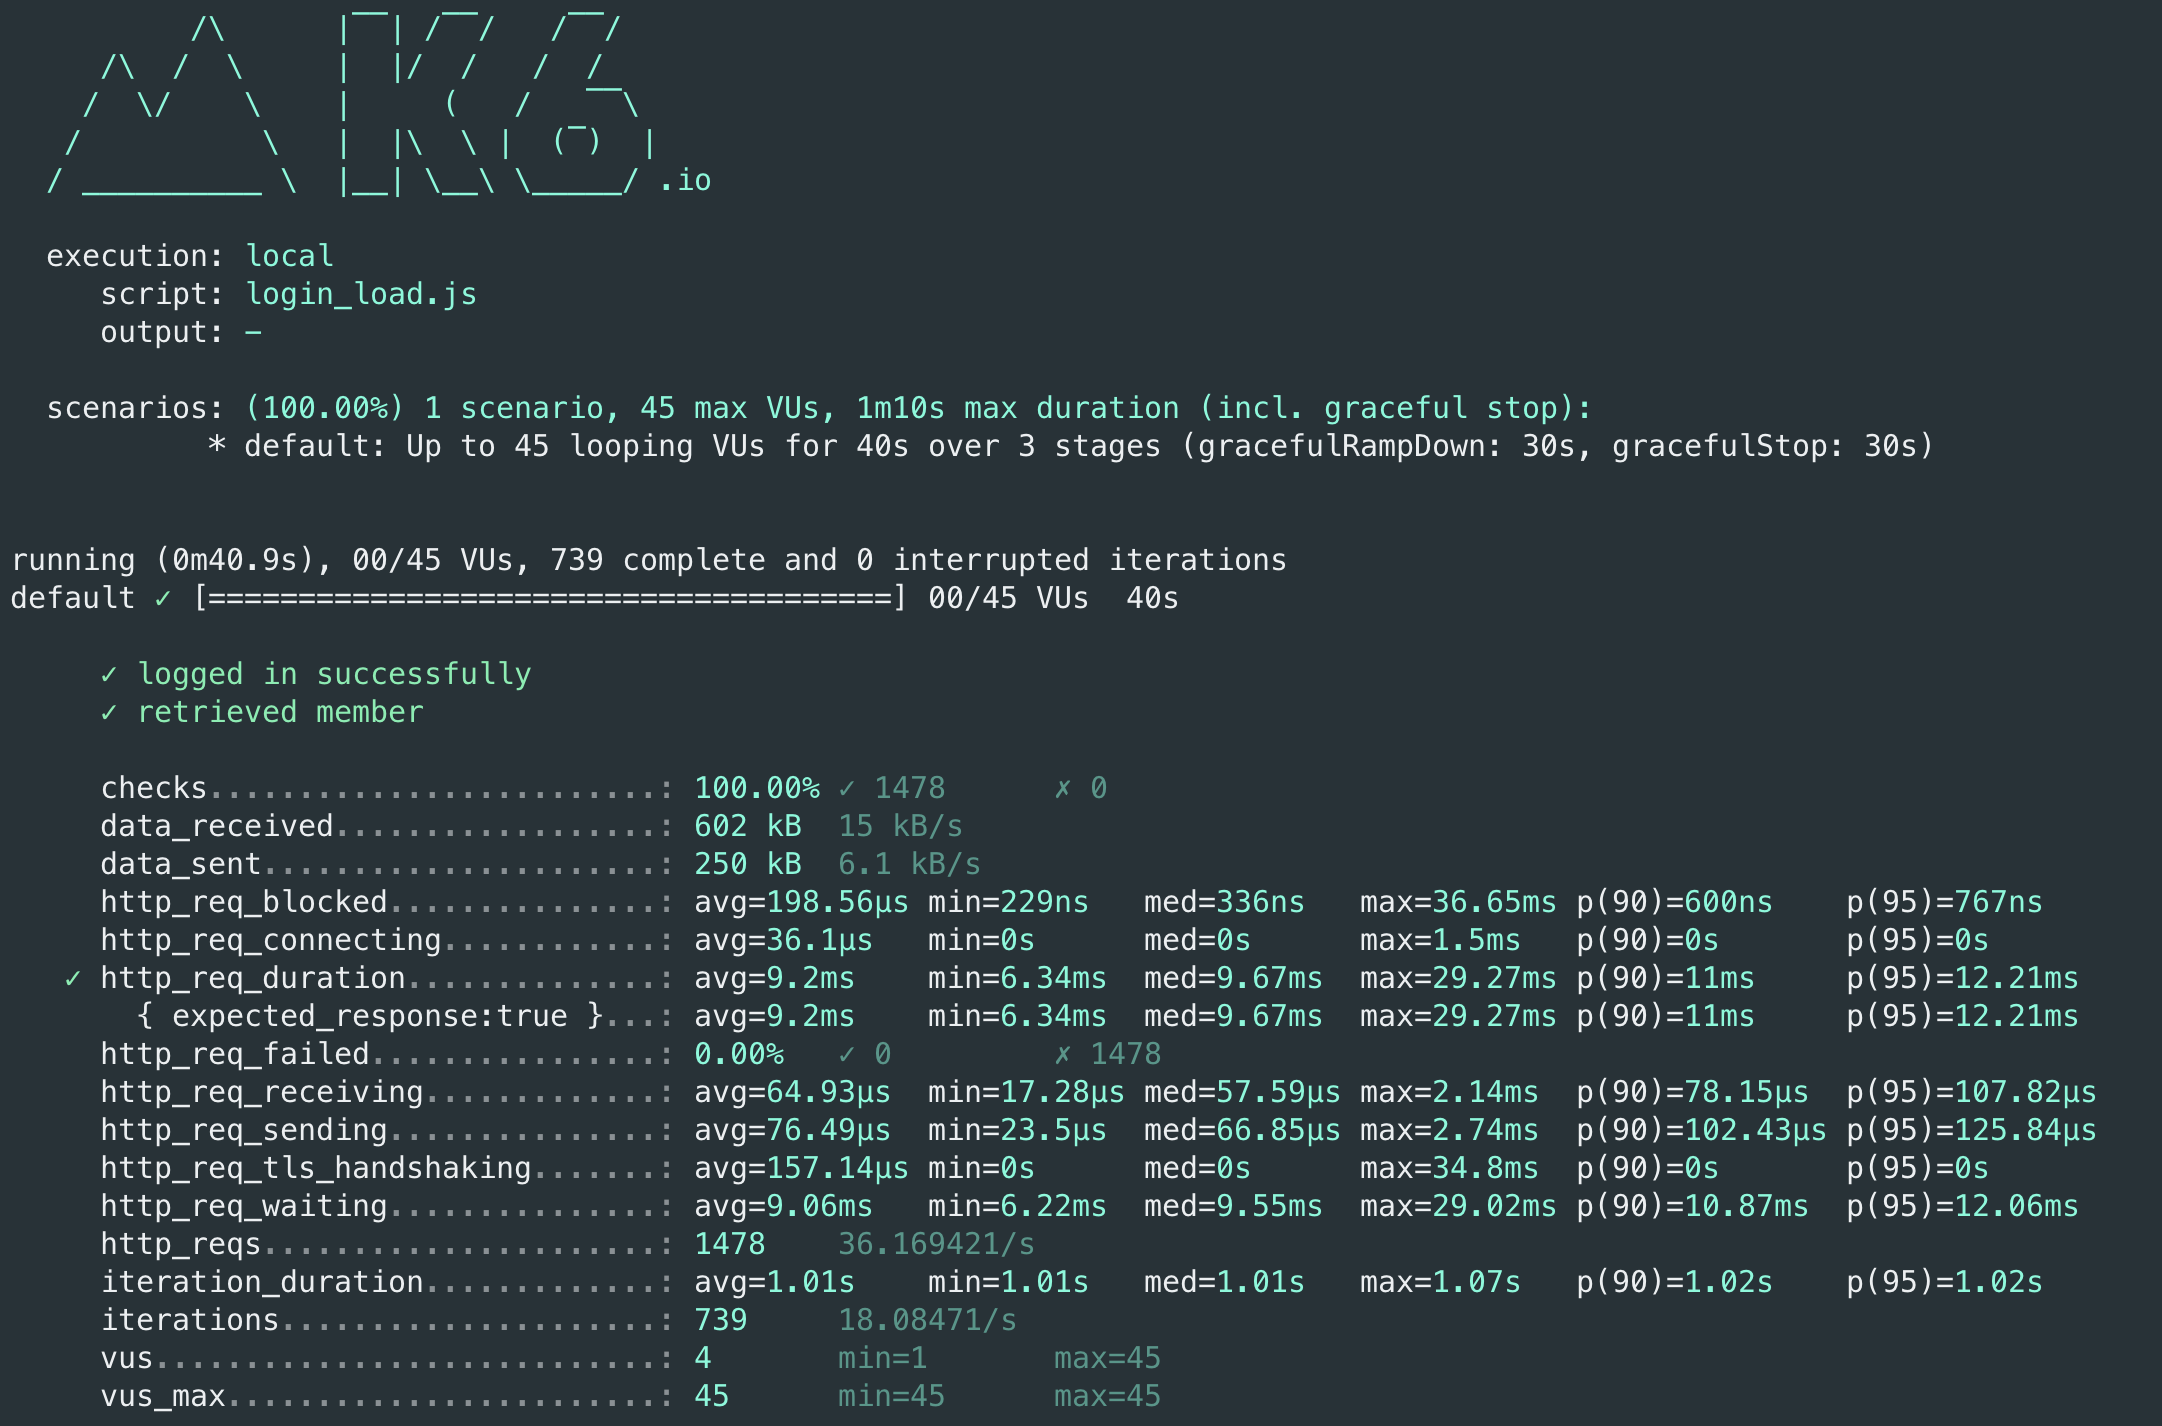 /\      |‾‾| /‾‾/   /‾‾/
     /\  /  \     |  |/  /   /  /
    /  \/    \    |     (   /   ‾‾\
   /          \   |  |\  \ |  (‾)  |
  / __________ \  |__| \__\ \_____/ .io
execution: local
script: login_load.js
output: -
scenarios: (100.00%) 1 scenario, 45 max VUs, 1m10s max duration (incl. graceful stop):
* default: Up to 45 looping VUs for 40s over 3 stages (gracefulRampDown: 30s, gracefulStop: 30s)
running (0m40.9s), 00/45 VUs, 739 complete and 0 interrupted iterations
default ✓ [======================================] 00/45 VUs  40s
✓ logged in successfully
✓ retrieved member
checks.........................: 100.00% ✓ 1478      ✗ 0
data_received..................: 602 kB  15 kB/s
data_sent......................: 250 kB  6.1 kB/s
http_req_blocked...............: avg=198.56µs min=229ns   med=336ns   max=36.65ms p(90)=600ns    p(95)=767ns
http_req_connecting............: avg=36.1µs   min=0s      med=0s      max=1.5ms   p(90)=0s       p(95)=0s
✓ http_req_duration..............: avg=9.2ms    min=6.34ms  med=9.67ms  max=29.27ms p(90)=11ms     p(95)=12.21ms
{ expected_response:true }...: avg=9.2ms    min=6.34ms  med=9.67ms  max=29.27ms p(90)=11ms     p(95)=12.21ms
http_req_failed................: 0.00%   ✓ 0         ✗ 1478
http_req_receiving.............: avg=64.93µs  min=17.28µs med=57.59µs max=2.14ms  p(90)=78.15µs  p(95)=107.82µs
http_req_sending...............: avg=76.49µs  min=23.5µs  med=66.85µs max=2.74ms  p(90)=102.43µs p(95)=125.84µs
http_req_tls_handshaking.......: avg=157.14µs min=0s      med=0s      max=34.8ms  p(90)=0s       p(95)=0s
http_req_waiting...............: avg=9.06ms   min=6.22ms  med=9.55ms  max=29.02ms p(90)=10.87ms  p(95)=12.06ms
http_reqs......................: 1478    36.169421/s
iteration_duration.............: avg=1.01s    min=1.01s   med=1.01s   max=1.07s   p(90)=1.02s    p(95)=1.02s
iterations.....................: 739     18.08471/s
vus............................: 4       min=1       max=45
vus_max........................: 45      min=45      max=45